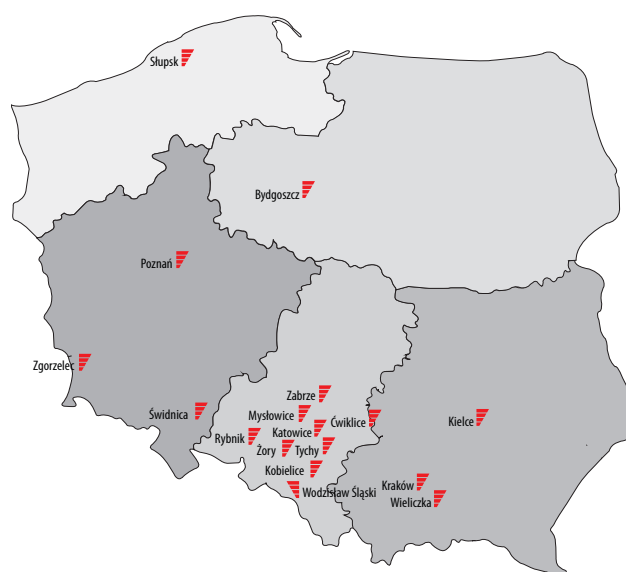 Słupsk
Bydgoszcz
Poznań
Zgorzelec
Świdnica
Zabrze
Mysłowice
Ćwiklice
Kielce
Katowice
Rybnik
Żory
Tychy
Kobielice
Wodzisław Śląski
Kraków
Wieliczka